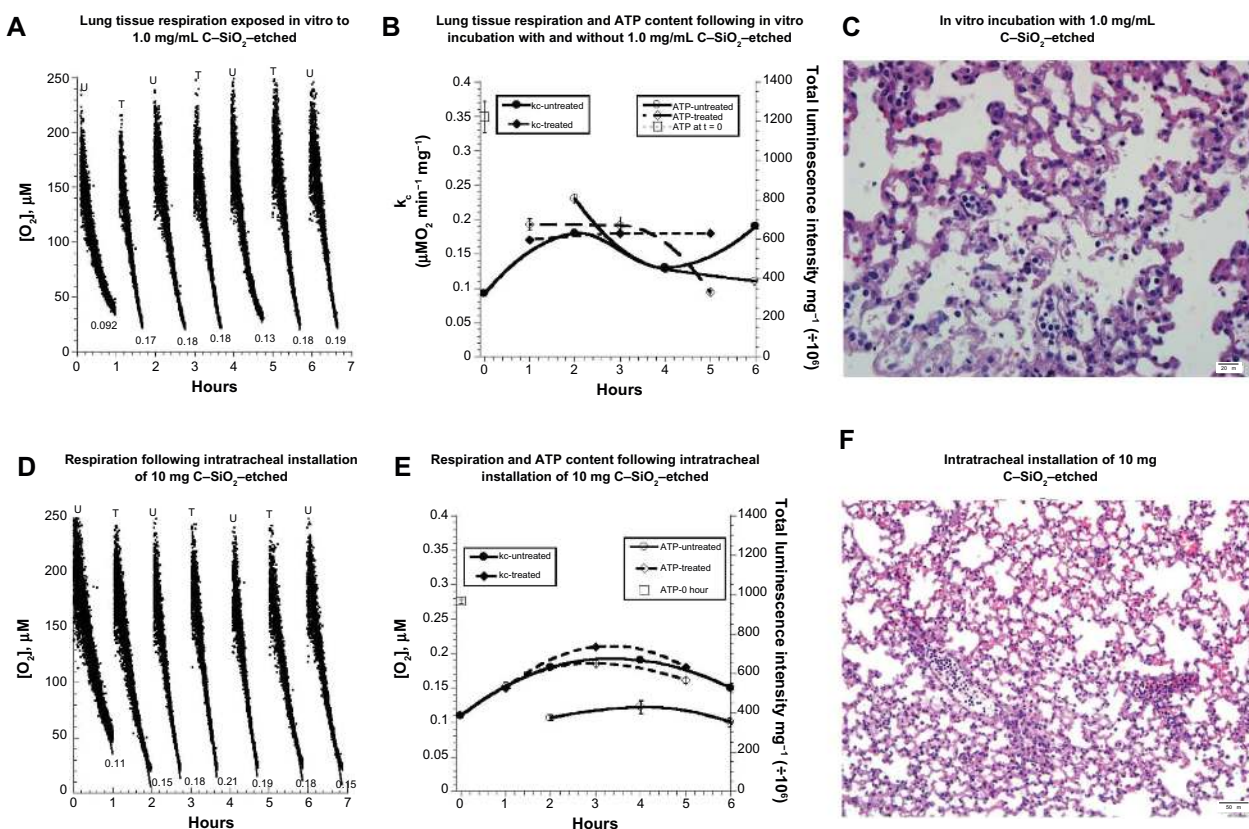 A
Lung tissue respiration exposed in vitro to
1.0 mg/mL C–SiO₂–etched
[O₂], µM
250
200
150
100
50
0
U
T
U
T
U
T
U
0.092
0.17
0.18
0.18
0.13
0.18
0.19
0 1 2 3 4 5 6 7
Hours
B
Lung tissue respiration and ATP content following in vitro
incubation with and without 1.0 mg/mL C–SiO₂–etched
k꜀
(µMO₂ min⁻¹ mg⁻¹)
0.4
0.35
0.3
0.25
0.2
0.15
0.1
0.05
0
kc-untreated
kc-treated
ATP-untreated
ATP-treated
ATP at t = 0
1400
1200
1000
800
600
400
200
0
Total luminescence intensity mg⁻¹ (÷10⁶)
0 1 2 3 4 5 6
Hours
C
In vitro incubation with 1.0 mg/mL
C–SiO₂–etched
20 m
D
Respiration following intratracheal installation
of 10 mg C–SiO₂–etched
[O₂], µM
250
200
150
100
50
0
U
T
U
T
U
T
U
0.11
0.15
0.18
0.21
0.19
0.18
0.15
0 1 2 3 4 5 6 7
Hours
E
Respiration and ATP content following intratracheal
installation of 10 mg C–SiO₂–etched
[O₂], µM
0.4
0.35
0.3
0.25
0.2
0.15
0.1
0.05
0
kc-untreated
kc-treated
ATP-untreated
ATP-treated
ATP-0 hour
1400
1200
1000
800
600
400
200
0
Total luminescence intensity mg⁻¹ (÷10⁶)
0 1 2 3 4 5 6
Hours
F
Intratracheal installation of 10 mg
C–SiO₂–etched
50 m